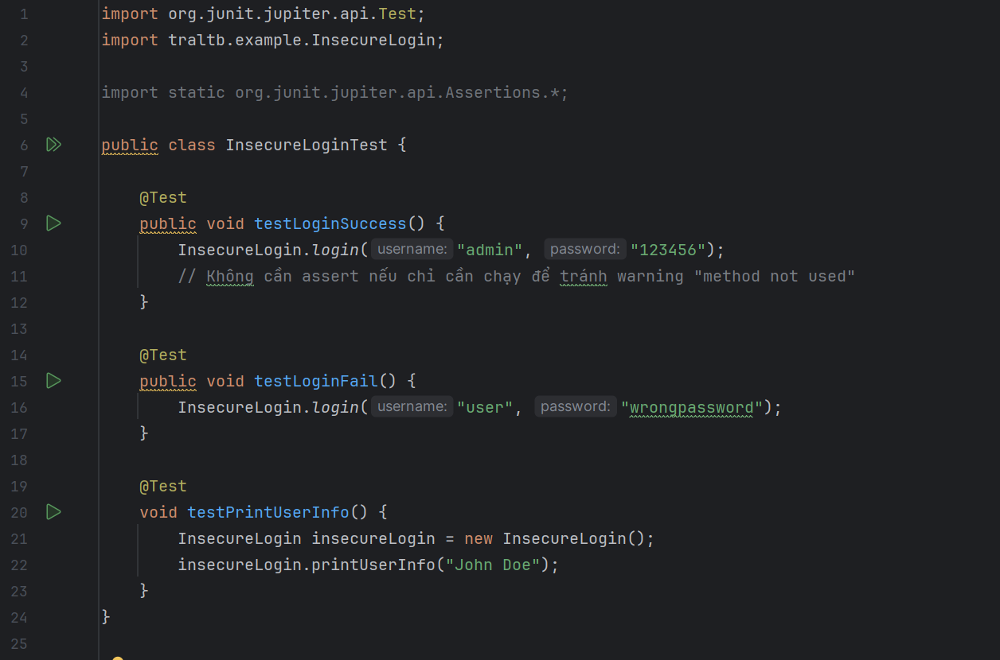 1 import org.junit.jupiter.api.Test;
2 import traltb.example.InsecureLogin;
3
4 import static org.junit.jupiter.api.Assertions.*;
5
6 public class InsecureLoginTest {
7
8 @Test
9 public void testLoginSuccess() {
10 InsecureLogin.login( username: "admin", password: "123456");
11 // Không cần assert nếu chỉ cần chạy để tránh warning "method not used"
12 }
13
14 @Test
15 public void testLoginFail() {
16 InsecureLogin.login( username: "user", password: "wrongpassword");
17 }
18
19 @Test
20 void testPrintUserInfo() {
21 InsecureLogin insecureLogin = new InsecureLogin();
22 insecureLogin.printUserInfo("John Doe");
23 }
24 }
25